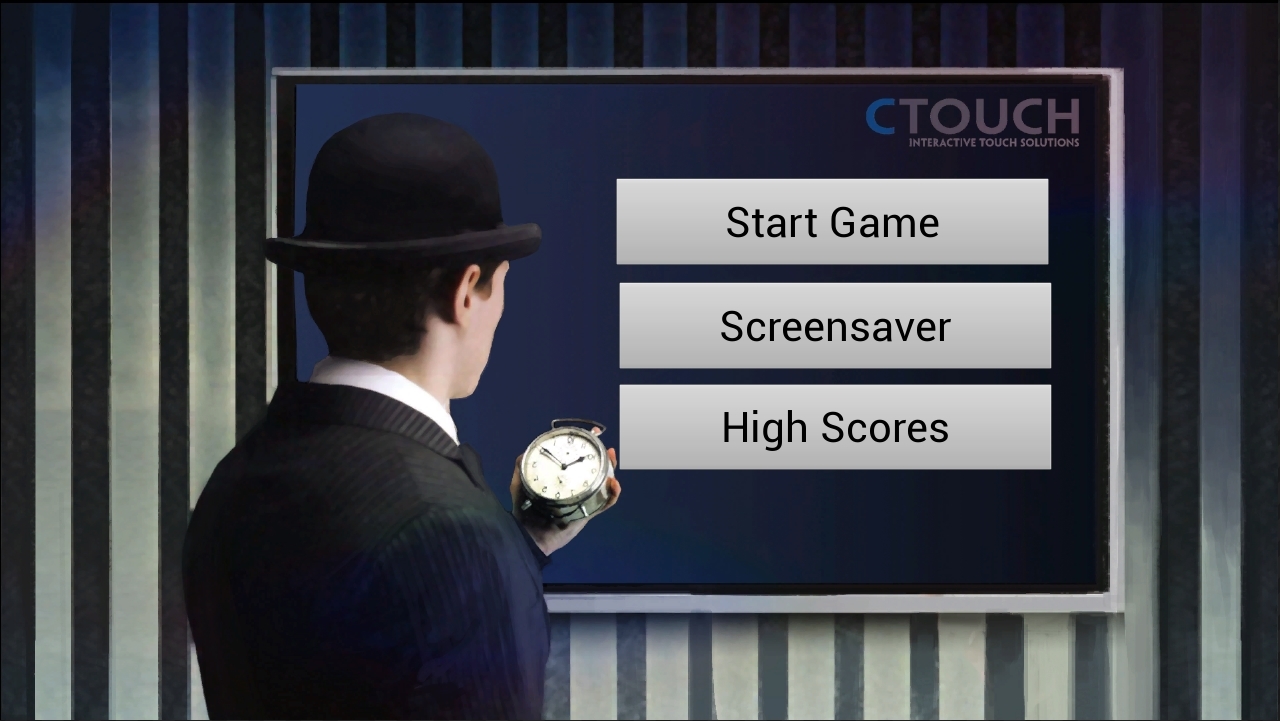 CTOUCH
INTERACTIVE TOUCH SOLUTIONS
Start Game
Screensaver
High Scores